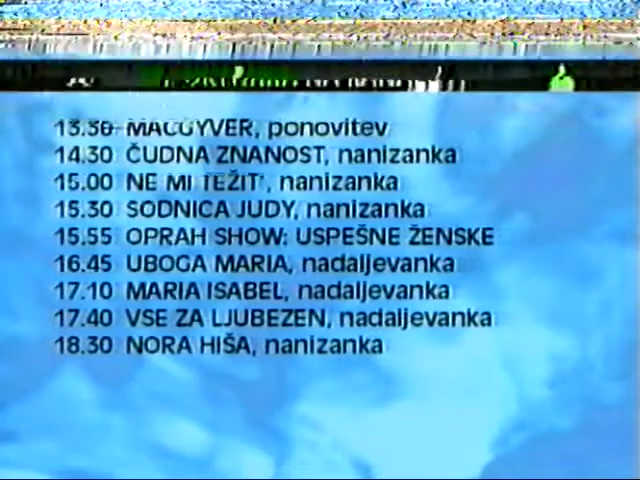 13.30 MACGYVER, ponovitev
14.30 ČUDNA ZNANOST, nanizanka
15.00 NE MI TEŽIT', nanizanka
15.30 SODNICA JUDY, nanizanka
15.55 OPRAH SHOW: USPEŠNE ŽENSKE
16.45 UBOGA MARIA, nadaljevanka
17.10 MARIA ISABEL, nadaljevanka
17.40 VSE ZA LJUBEZEN, nadaljevanka
18.30 NORA HIŠA, nanizanka